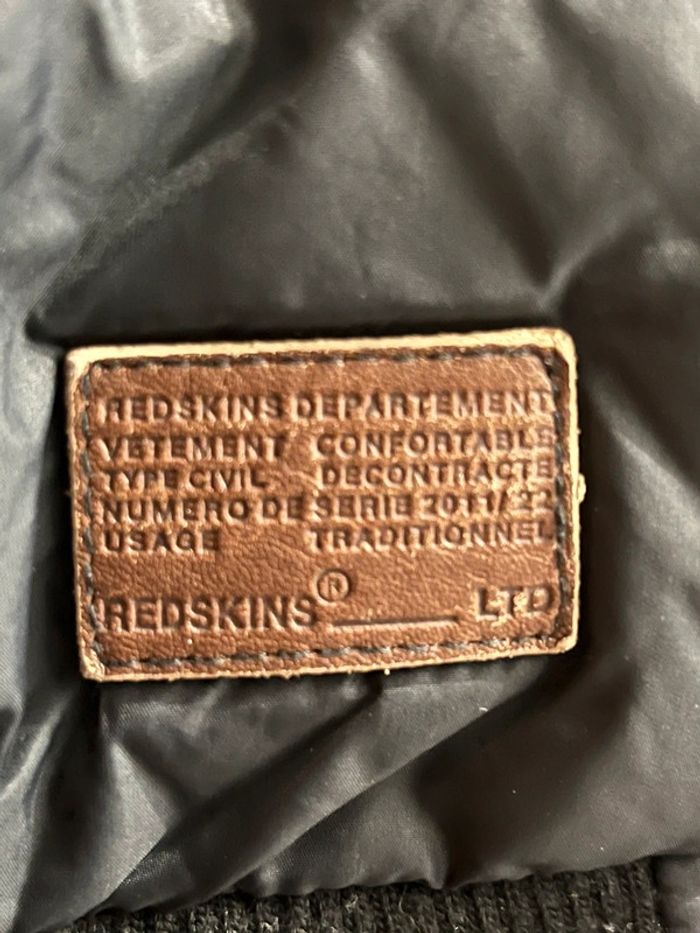 REDSKINS DEPARTEMENT
VETEMENT CONFORTABLE
TYPE CIVIL DECONTRACTE
NUMERO DE SERIE 2011/22
USAGE TRADITIONNEL
REDSKINS® LTD